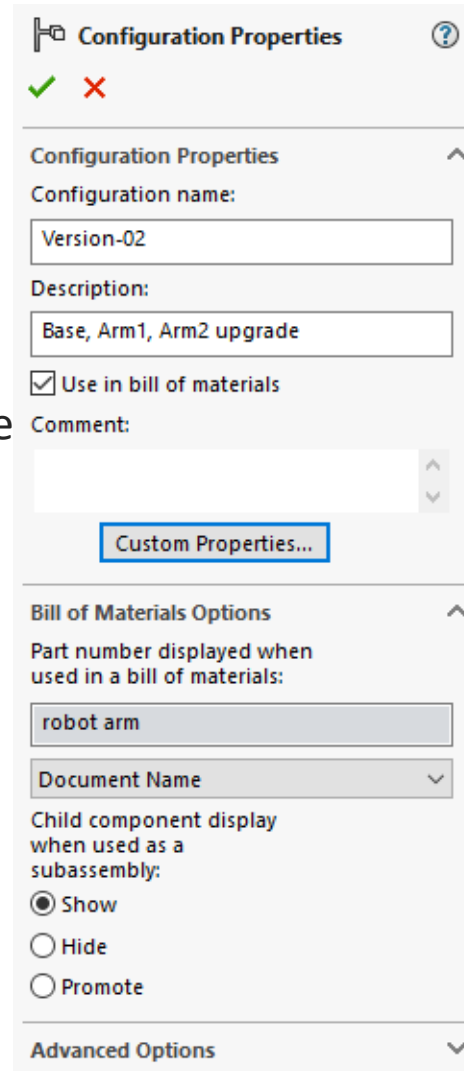 Configuration Properties
Configuration Properties
Configuration name:
Version-02
Description:
Base, Arm1, Arm2 upgrade
Use in bill of materials
e
Comment:
Custom Properties...
Bill of Materials Options
Part number displayed when
used in a bill of materials:
robot arm
Document Name
Child component display
when used as a
subassembly:
Show
Hide
Promote
Advanced Options